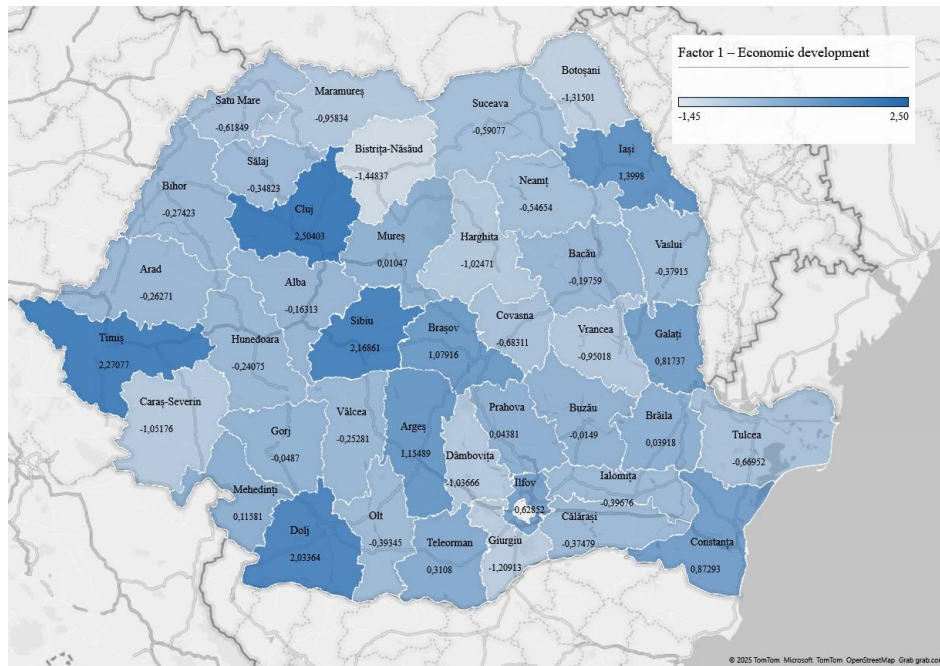 Factor 1 – Economic development
-1,45
2,50
Botoșani
-1,31501
Satu Mare
-0,61849
Maramureș
-0,95834
Suceava
-0,59077
Iași
1,3998
Bistrița-Năsăud
-1,44837
Sălaj
-0,34823
Bihor
-0,27423
Neamț
-0,54654
Cluj
2,50403
Mureș
0,01047
Harghita
-1,02471
Bacău
-0,19759
Vaslui
-0,37915
Arad
-0,26271
Alba
-0,16313
Timiș
2,27077
Hunedoara
-0,24075
Sibiu
2,16861
Brașov
1,07916
Covasna
-0,68311
Vrancea
-0,95018
Galați
0,81737
Caraș-Severin
-1,05176
Gorj
-0,0487
Vâlcea
-0,25281
Argeș
1,15489
Dâmbovița
-1,03666
Prahova
0,04381
Buzău
-0,0149
Brăila
0,03918
Tulcea
-0,66952
Mehedinți
0,11581
Dolj
2,03364
Olt
-0,39345
Teleorman
0,3108
Giurgiu
-1,20913
Ilfov
0,62852
Ialomița
-0,39676
Călărași
-0,37479
Constanța
0,87293
© 2025 TomTom Microsoft TomTom OpenStreetMap Grab grab.co